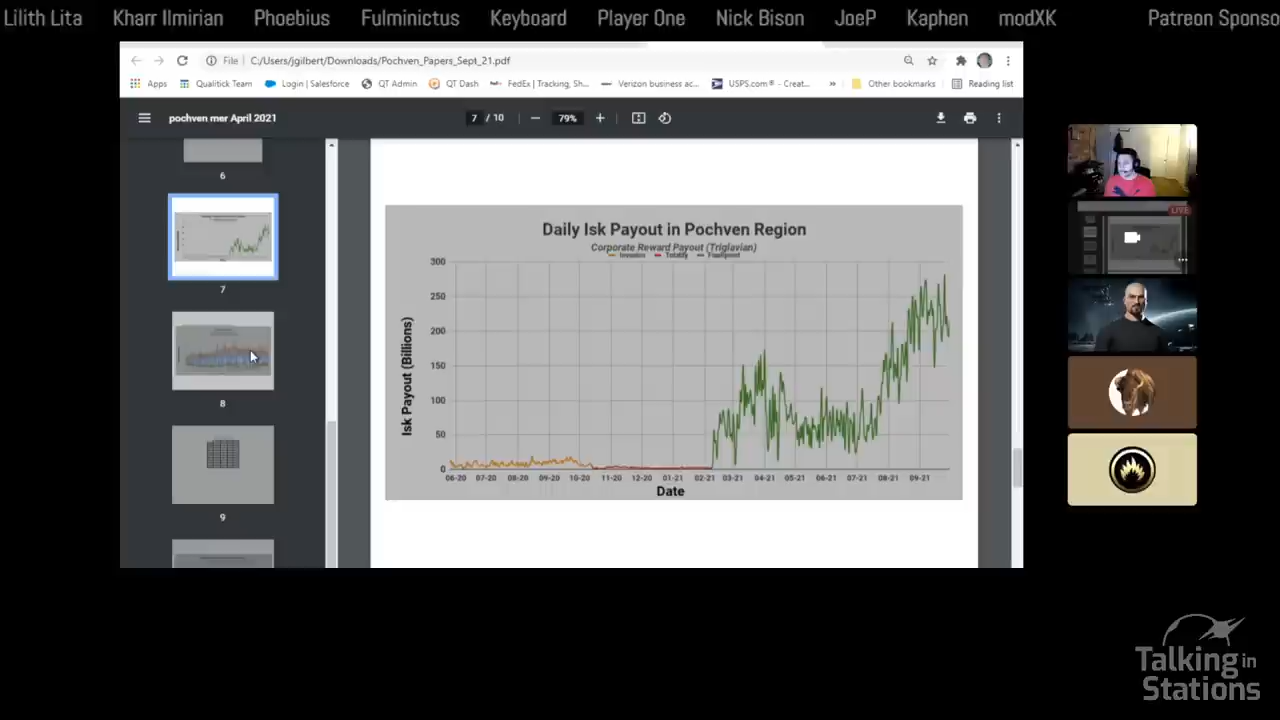 Lilith Lita Kharr Ilmirian Phoebius Fulminictus Keyboard Player One Nick Bison JoeP Kaphen modXK Patreon Sponso
File C:/Users/jgilbert/Downloads/Pochven_Papers_Sept_21.pdf
Apps Qualitick Team Login | Salesforce QT Admin QT Dash FedEx | Tracking, Sh... Verizon business ac... USPS.com® - Creat... » Other bookmarks Reading list
pochven mer April 2021 7 / 10 − 79% +
6
7
8
9
Daily Isk Payout in Pochven Region
Corporate Reward Payout (Triglavian)
Invasion Totality Foothold
Isk Payout (Billions)
300
250
200
150
100
50
0
06-20 07-20 08-20 09-20 10-20 11-20 12-20 01-21 02-21 03-21 04-21 05-21 06-21 07-21 08-21 09-21
Date
LIVE
Talking in
Stations